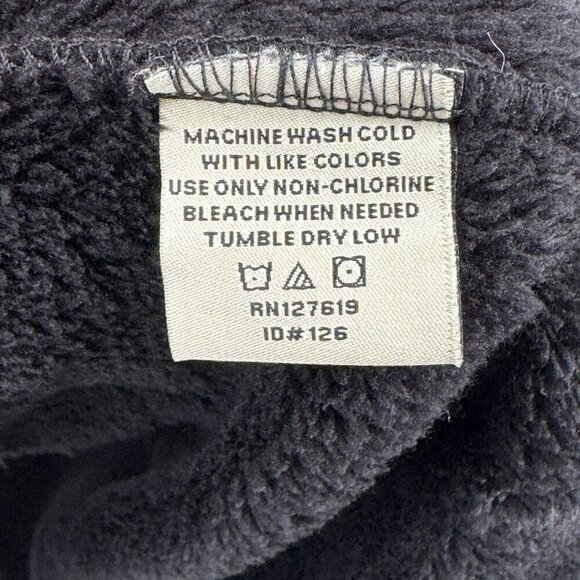 MACHINE WASH COLD
WITH LIKE COLORS
USE ONLY NON-CHLORINE
BLEACH WHEN NEEDED
TUMBLE DRY LOW
RN127619
ID#126